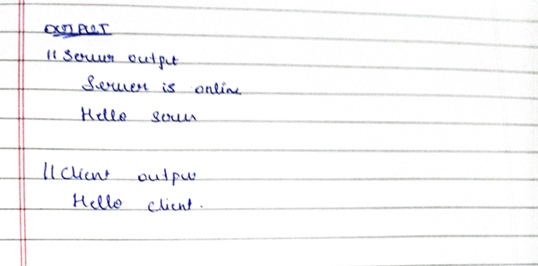 OUTPUT
// Server output
Server is online
Hello server
// Client output
Hello client.